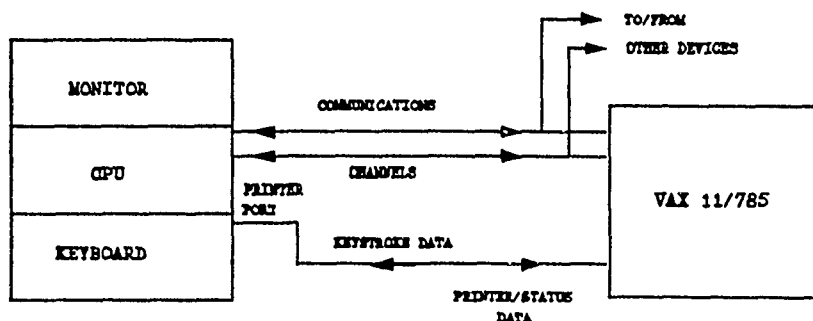 TO/FROM
OTHER DEVICES
MONITOR
COMMUNICATIONS
CPU
CHANNELS
PRINTER
PORT
VAX 11/785
KEYBOARD
KEYSTROKE DATA
PRINTER/STATUS
DATA